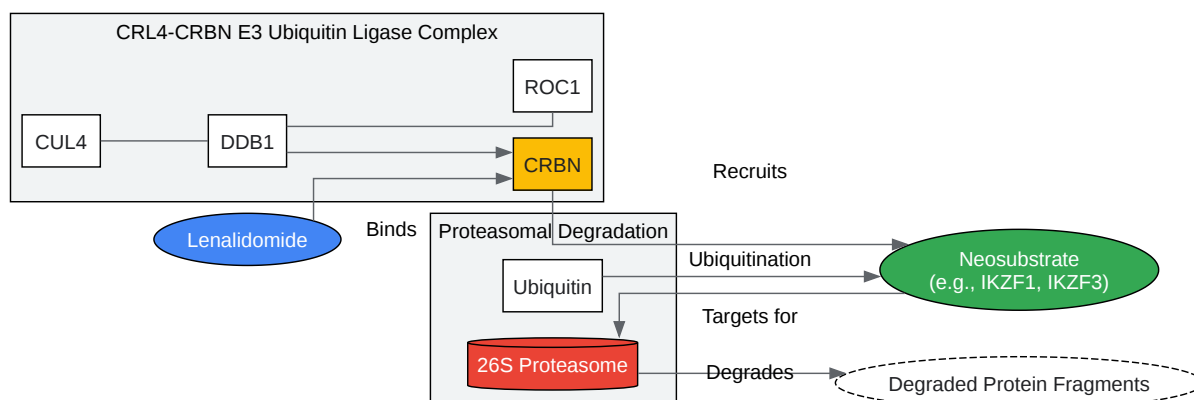 CRL4-CRBN E3 Ubiquitin Ligase Complex
ROC1
CUL4
DDB1
CRBN
Recruits
Lenalidomide
Binds
Proteasomal Degradation
Ubiquitination
Neosubstrate
(e.g., IKZF1, IKZF3)
Ubiquitin
Targets for
26S Proteasome
Degrades
Degraded Protein Fragments